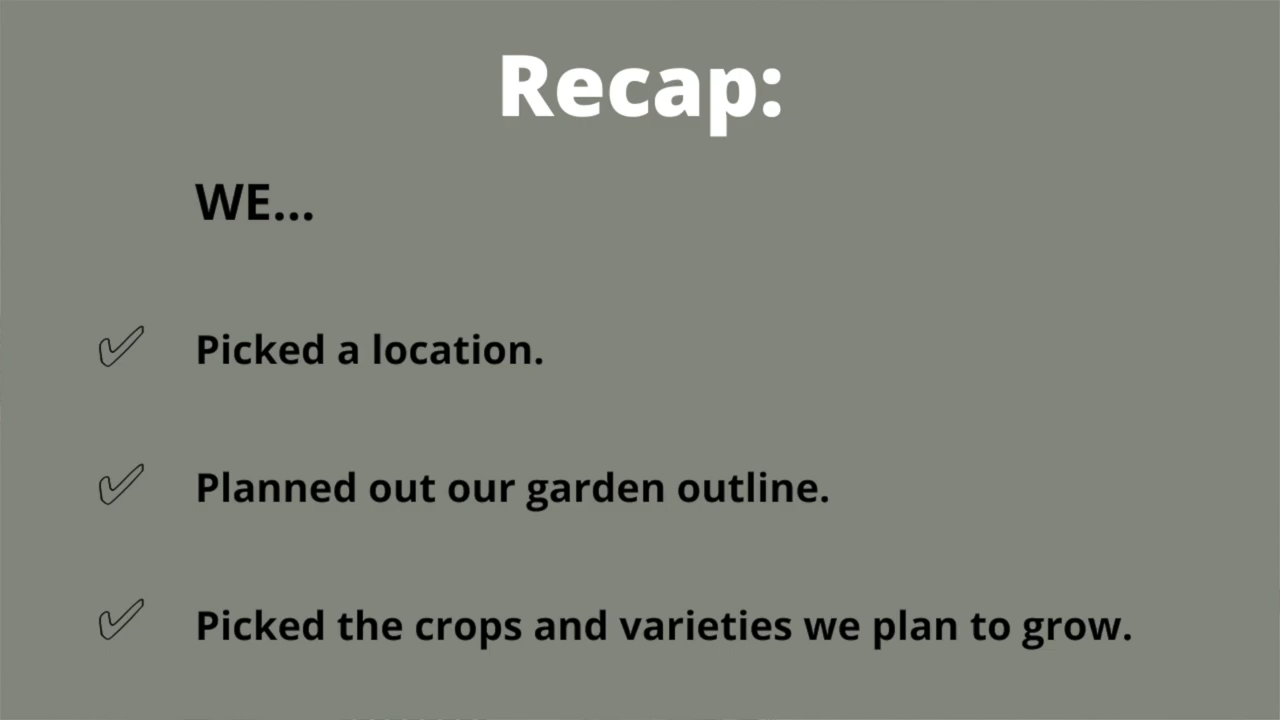 Recap:
WE...
✅ Picked a location.
✅ Planned out our garden outline.
✅ Picked the crops and varieties we plan to grow.